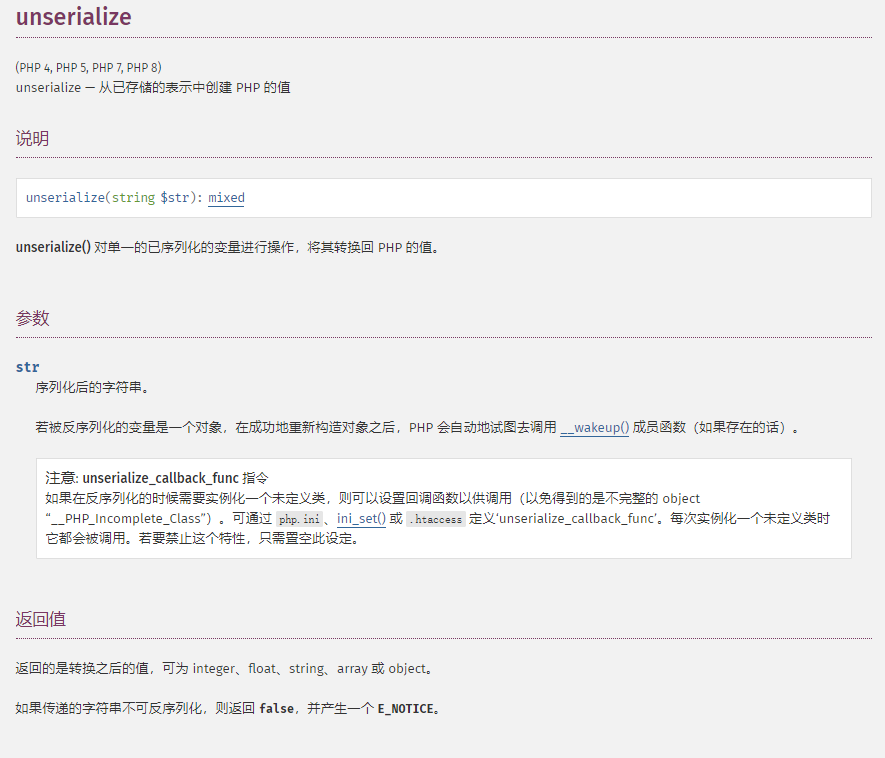 unserialize
(PHP 4, PHP 5, PHP 7, PHP 8)
unserialize — 从已存储的表示中创建 PHP 的值
说明
unserialize(string $str): mixed
unserialize() 对单一的已序列化的变量进行操作，将其转换回 PHP 的值。
参数
str
序列化后的字符串。
若被反序列化的变量是一个对象，在成功地重新构造对象之后，PHP 会自动地试图去调用 __wakeup() 成员函数（如果存在的话）。
注意: unserialize_callback_func 指令
如果在反序列化的时候需要实例化一个未定义类，则可以设置回调函数以供调用（以免得到的是不完整的 object
“__PHP_Incomplete_Class”）。可通过 php.ini、ini_set() 或 .htaccess 定义‘unserialize_callback_func’。每次实例化一个未定义类时
它都会被调用。若要禁止这个特性，只需置空此设定。
返回值
返回的是转换之后的值，可为 integer、float、string、array 或 object。
如果传递的字符串不可反序列化，则返回 false，并产生一个 E_NOTICE。